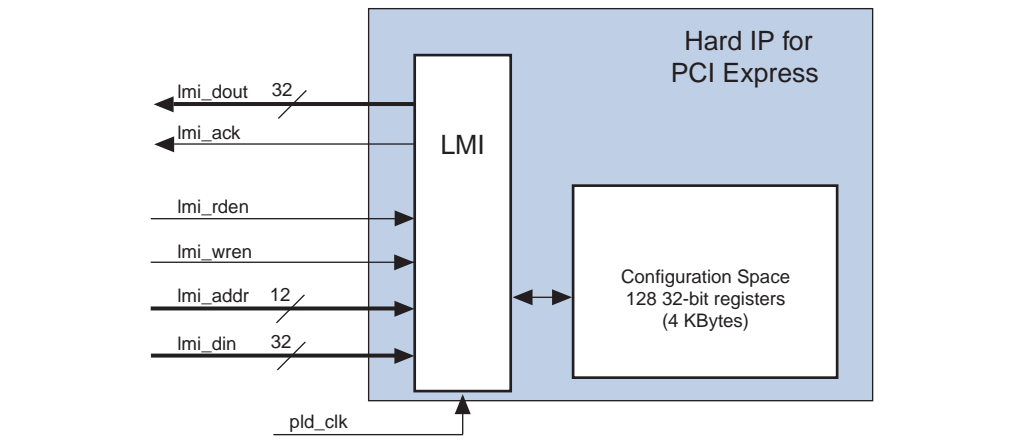 Hard IP for
PCI Express
lmi_dout 32
lmi_ack
LMI
lmi_rden
lmi_wren
lmi_addr 12
lmi_din 32
Configuration Space
128 32-bit registers
(4 KBytes)
pld_clk